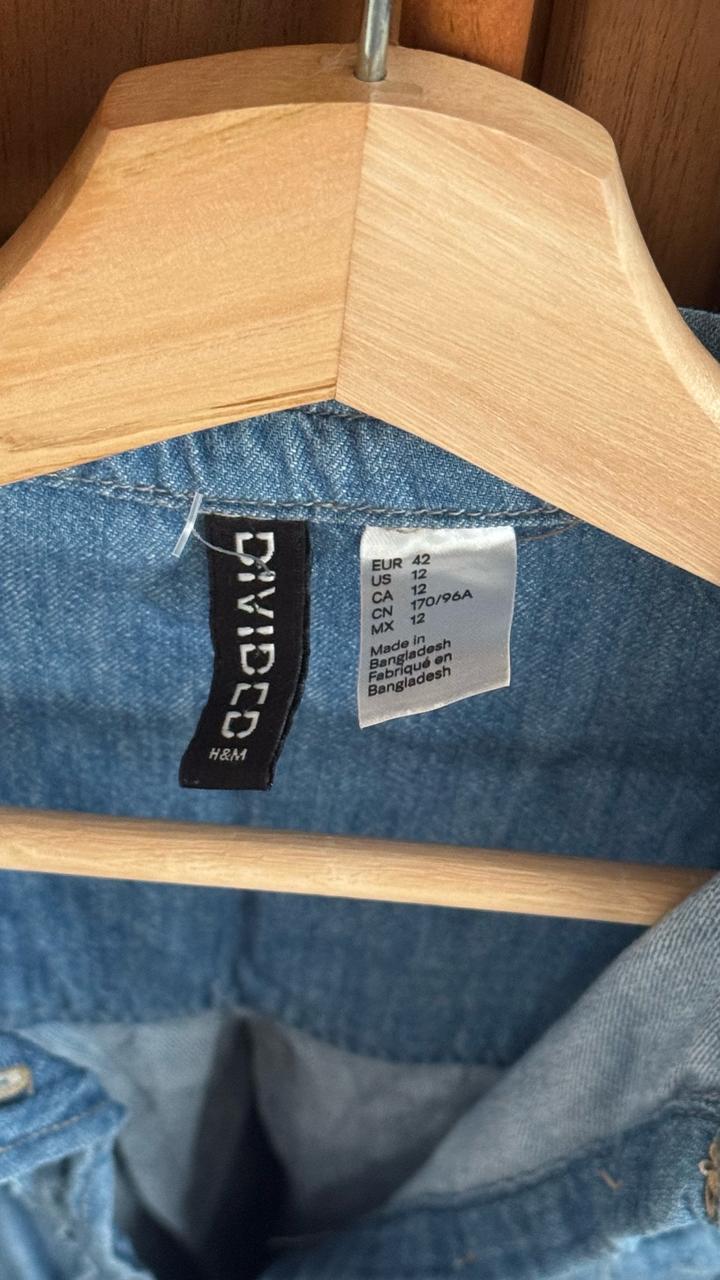 DIVIDED
H&M
EUR 42
US 12
CA 12
CN 170/96A
MX 12
Made in
Bangladesh
Fabriqué en
Bangladesh